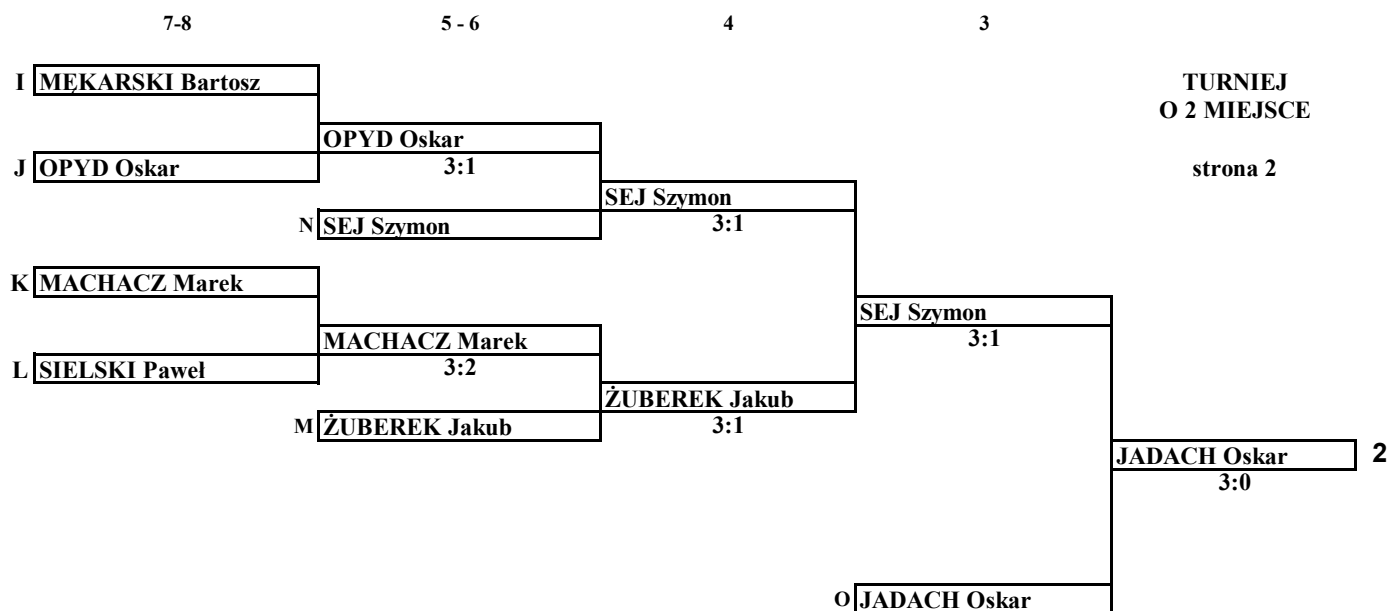 7-8 5 - 6 4 3
I MĘKARSKI Bartosz
TURNIEJ
O 2 MIEJSCE
OPYD Oskar
J OPYD Oskar
3:1
strona 2
SEJ Szymon
N SEJ Szymon
3:1
K MACHACZ Marek
SEJ Szymon
MACHACZ Marek
3:1
L SIELSKI Paweł
3:2
ŻUBEREK Jakub
M ŻUBEREK Jakub
3:1
JADACH Oskar 2
3:0
O JADACH Oskar